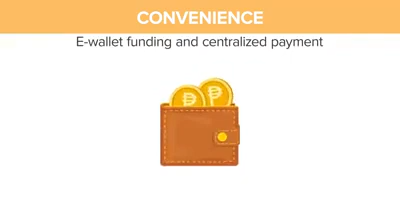 CONVENIENCE
E-wallet funding and centralized payment
₱ ₱